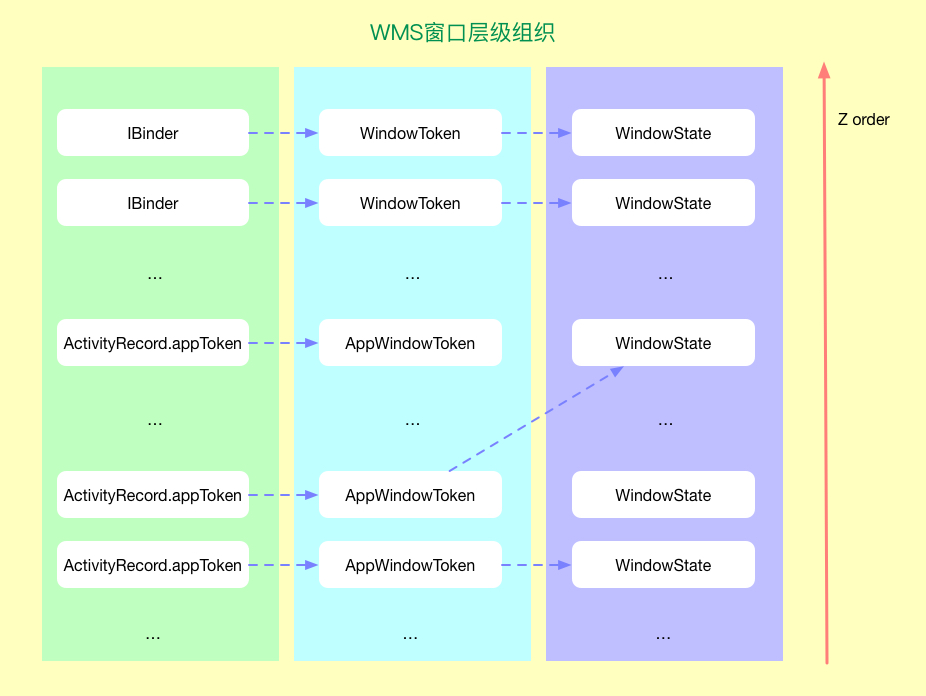 WMS窗口层级组织
Z order
IBinder WindowToken WindowState
IBinder WindowToken WindowState
... ... ...
ActivityRecord.appToken AppWindowToken WindowState
... ... ...
ActivityRecord.appToken AppWindowToken WindowState
ActivityRecord.appToken AppWindowToken WindowState
... ... ...